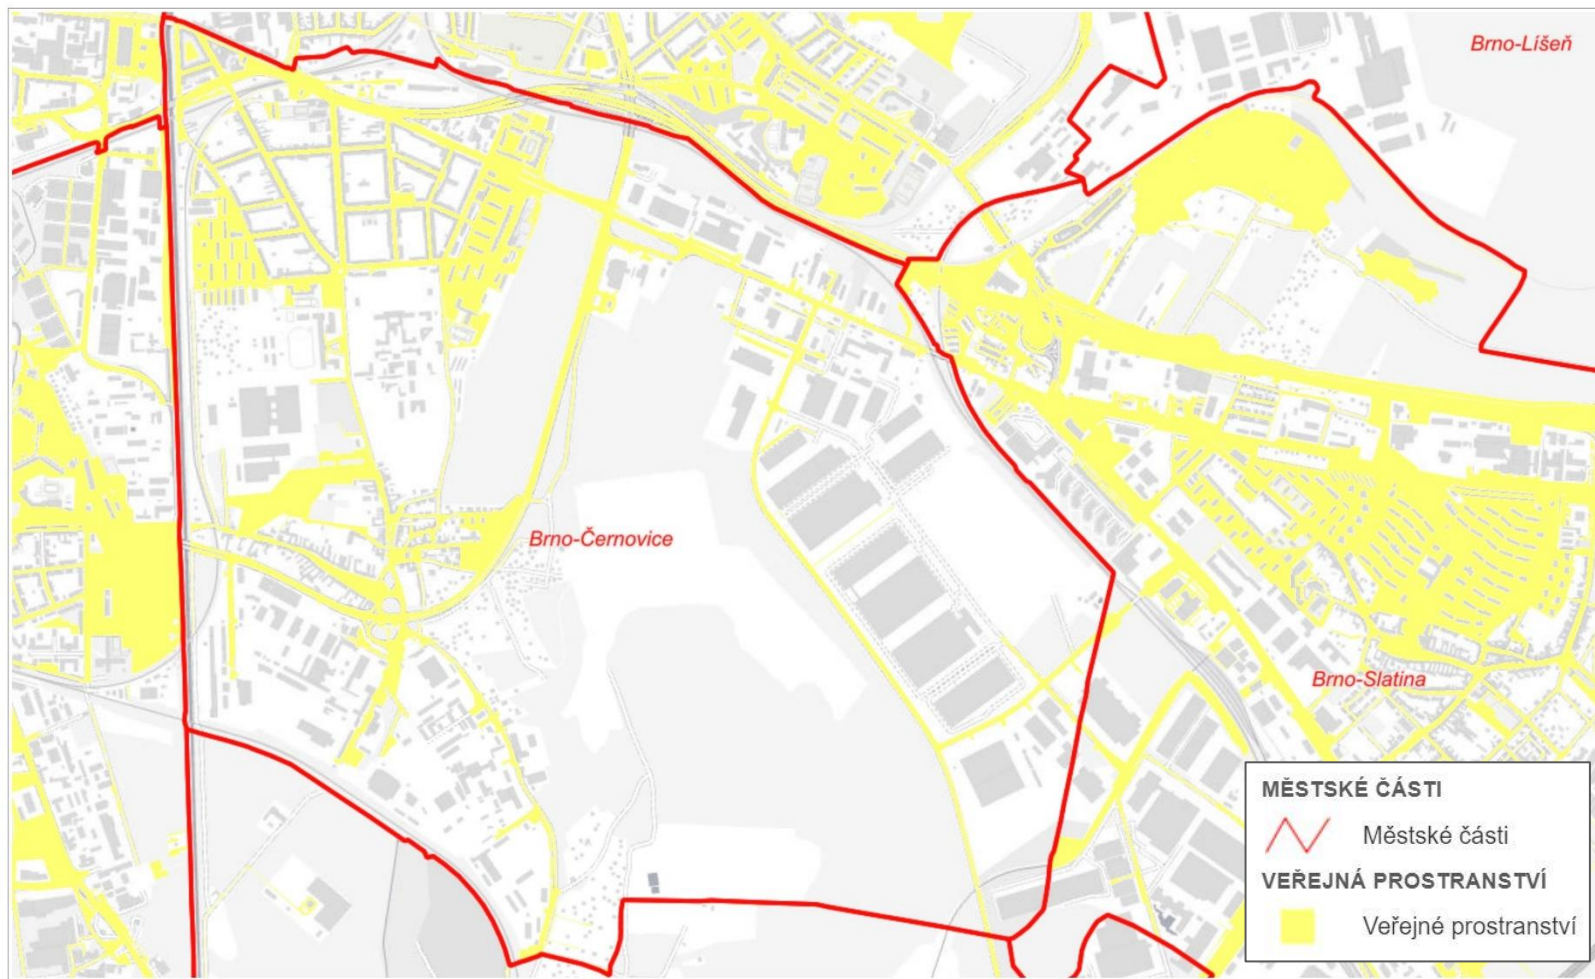 Brno-Líšeň
Brno-Černovice
Brno-Slatina
MĚSTSKÉ ČÁSTI
Městské části
VEŘEJNÁ PROSTRANSTVÍ
Veřejné prostranství